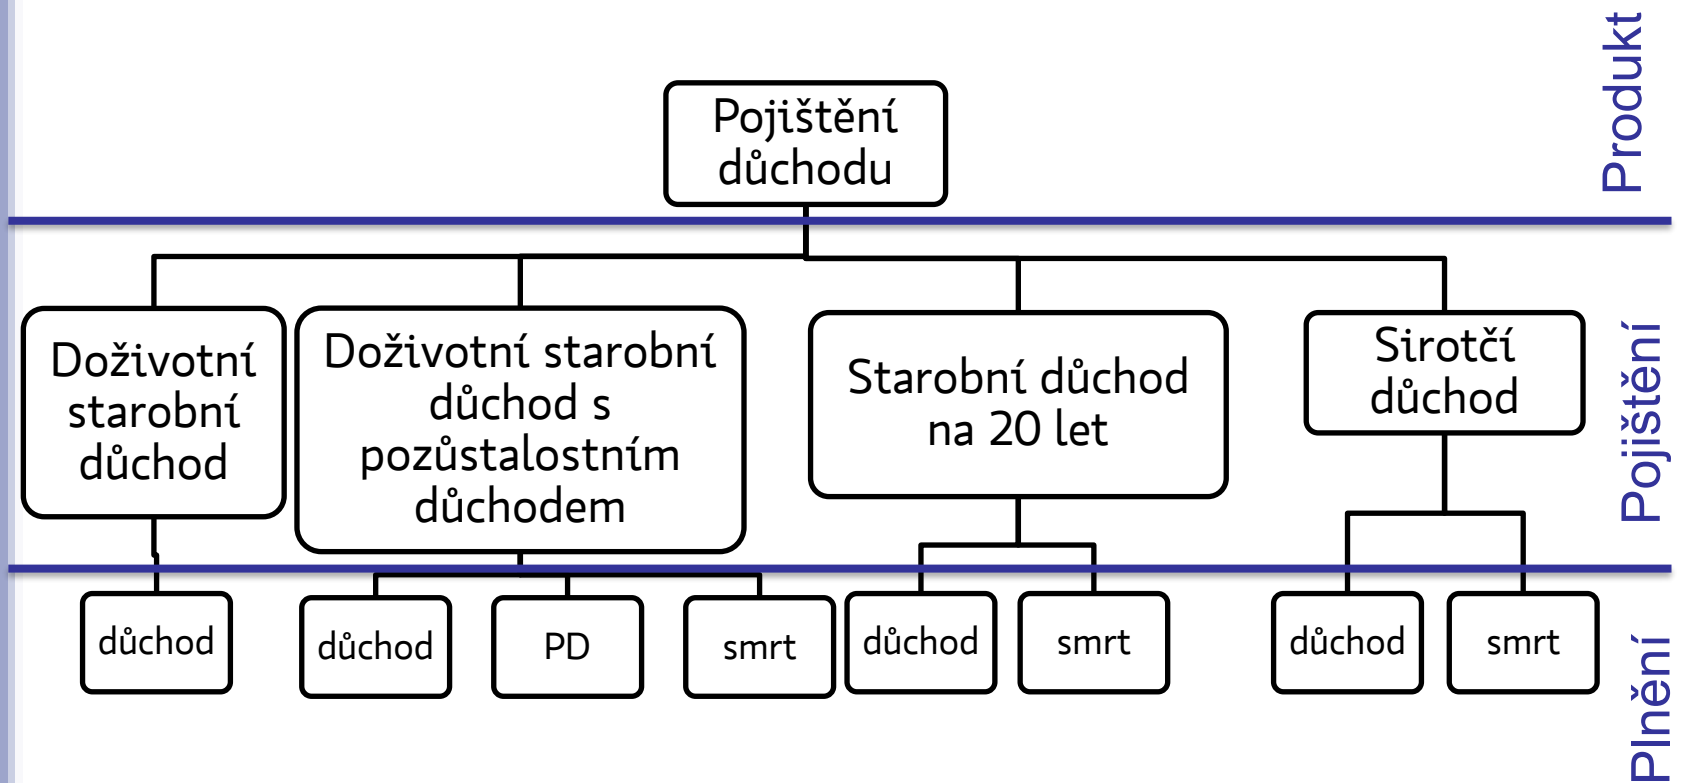 Produkt
Pojištění
důchodu
Pojištění
Doživotní
starobní
důchod
Doživotní starobní
důchod s
pozůstalostním
důchodem
Starobní důchod
na 20 let
Sirotčí
důchod
Plnění
důchod
důchod
PD
smrt
důchod
smrt
důchod
smrt